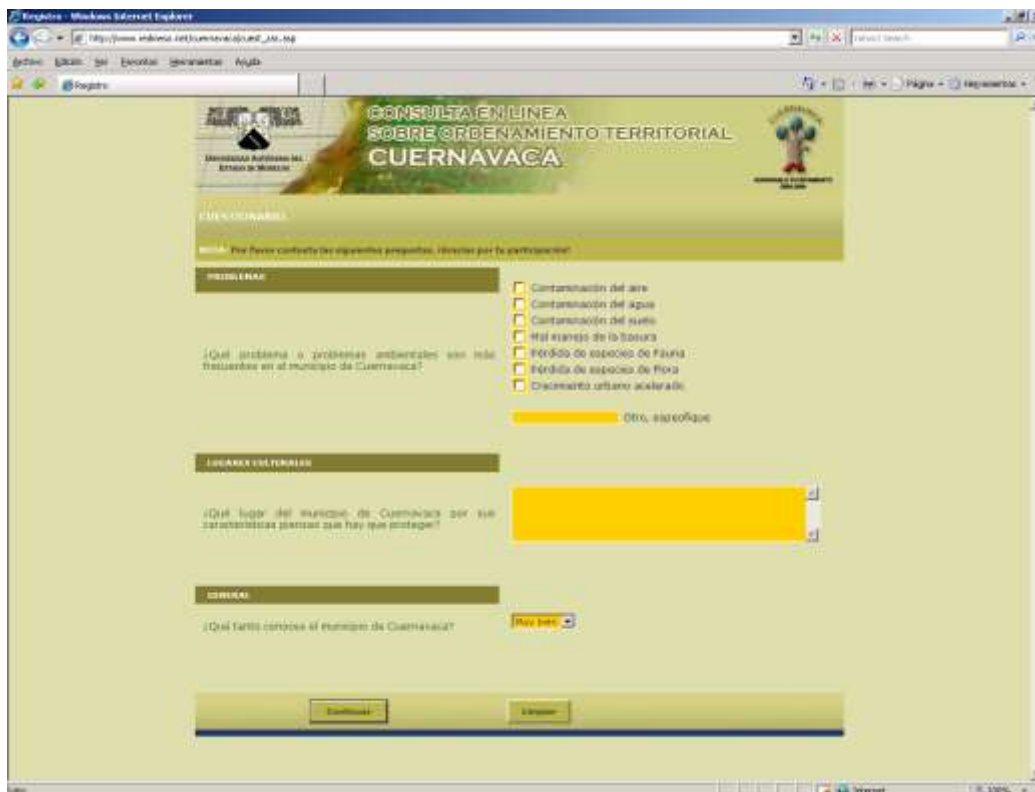 Registro - Windows Internet Explorer
Archivo Edición Ver Favoritos Herramientas Ayuda
Registro
Página
Herramientas
CONSULTA EN LINEA
SOBRE ORDENAMIENTO TERRITORIAL
CUERNAVACA
UNIVERSIDAD AUTÓNOMA DEL
ESTADO DE MORELOS
CUESTIONARIO
NOTA: Por favor contesta las siguientes preguntas. Gracias por tu participación!
PROBLEMAS
¿Qué problema o problemas ambientales son más
frecuentes en el municipio de Cuernavaca?
Contaminación del aire
Contaminación del agua
Contaminación del suelo
Mal manejo de la basura
Pérdida de especies de Fauna
Pérdida de especies de Flora
Crecimiento urbano acelerado
Otro, especifique
LUGARES CULTURALES
¿Qué lugar del municipio de Cuernavaca por sus
características piensas que hay que proteger?
GENERAL
¿Qué tanto conoces el municipio de Cuernavaca?
Muy bien
Continuar
Limpiar
Listo
Internet
100%